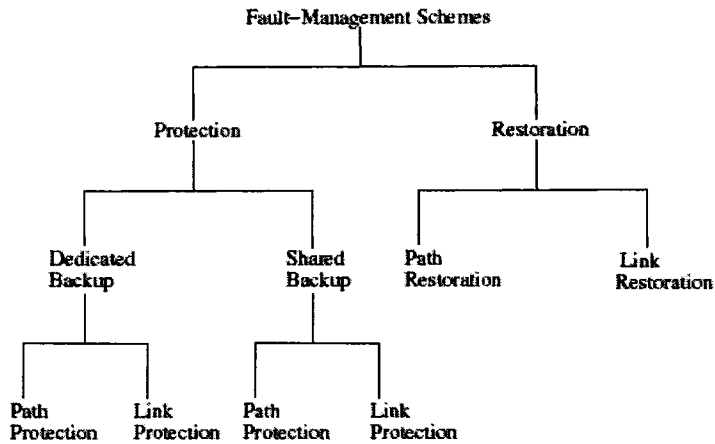 Fault-Management Schemes
Protection
Restoration
Dedicated
Backup
Shared
Backup
Path
Restoration
Link
Restoration
Path
Protection
Link
Protection
Path
Protection
Link
Protection